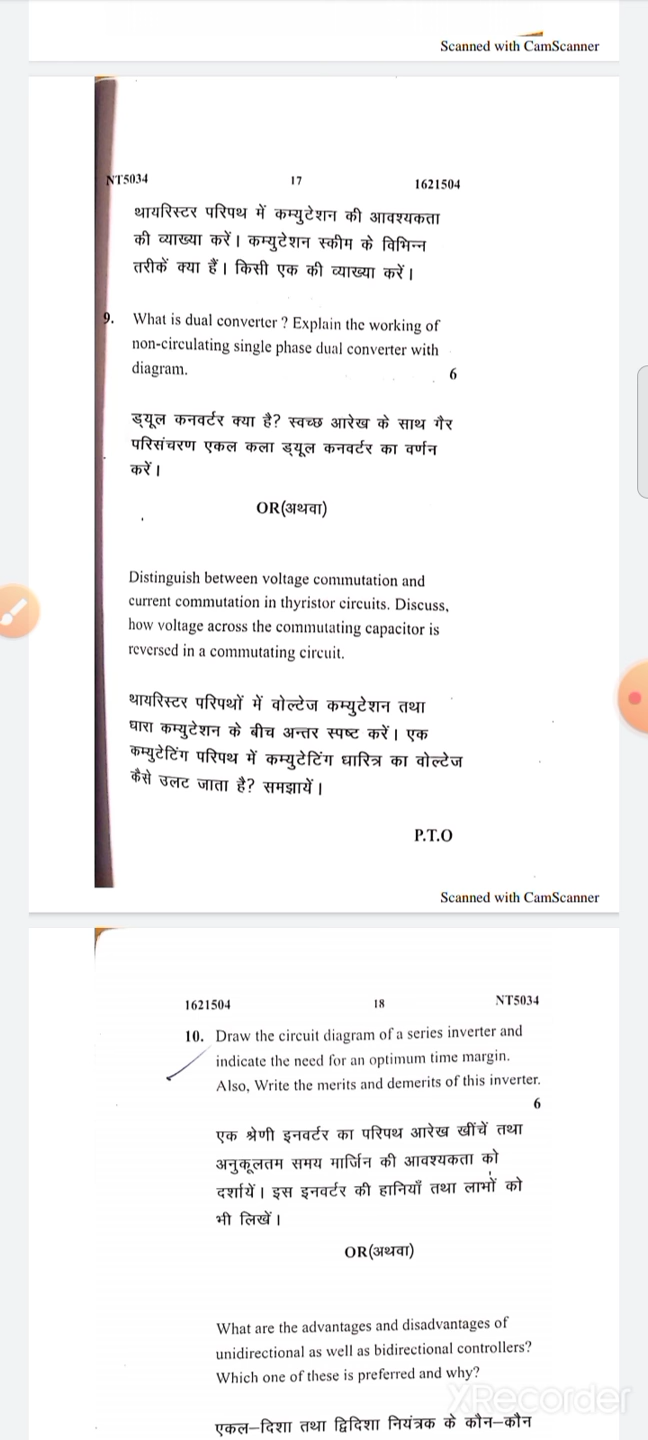 Scanned with CamScanner
NT5034 17 1621504
थायरिस्टर परिपथ में कम्युटेशन की आवश्यकता
की व्याख्या करें। कम्युटेशन स्कीम के विभिन्न
तरीकें क्या हैं। किसी एक की व्याख्या करें।
9. What is dual converter ? Explain the working of
non-circulating single phase dual converter with
diagram. 6
ड्यूल कनवर्टर क्या है? स्वच्छ आरेख के साथ गैर
परिसंचरण एकल कला ड्यूल कनवर्टर का वर्णन
करें।
OR(अथवा)
Distinguish between voltage commutation and
current commutation in thyristor circuits. Discuss,
how voltage across the commutating capacitor is
reversed in a commutating circuit.
थायरिस्टर परिपथों में वोल्टेज कम्युटेशन तथा
धारा कम्युटेशन के बीच अन्तर स्पष्ट करें। एक
कम्युटेटिंग परिपथ में कम्युटेटिंग धारित्र का वोल्टेज
कैसे उलट जाता है? समझायें।
P.T.O
Scanned with CamScanner
1621504 18 NT5034
10. Draw the circuit diagram of a series inverter and
indicate the need for an optimum time margin.
Also, Write the merits and demerits of this inverter.
6
एक श्रेणी इनवर्टर का परिपथ आरेख खींचें तथा
अनुकूलतम समय मार्जिन की आवश्यकता को
दर्शायें। इस इनवर्टर की हानियाँ तथा लाभों को
भी लिखें।
OR(अथवा)
What are the advantages and disadvantages of
unidirectional as well as bidirectional controllers?
Which one of these is preferred and why?
XRecorder
एकल–दिशा तथा द्विदिशा नियंत्रक के कौन–कौन